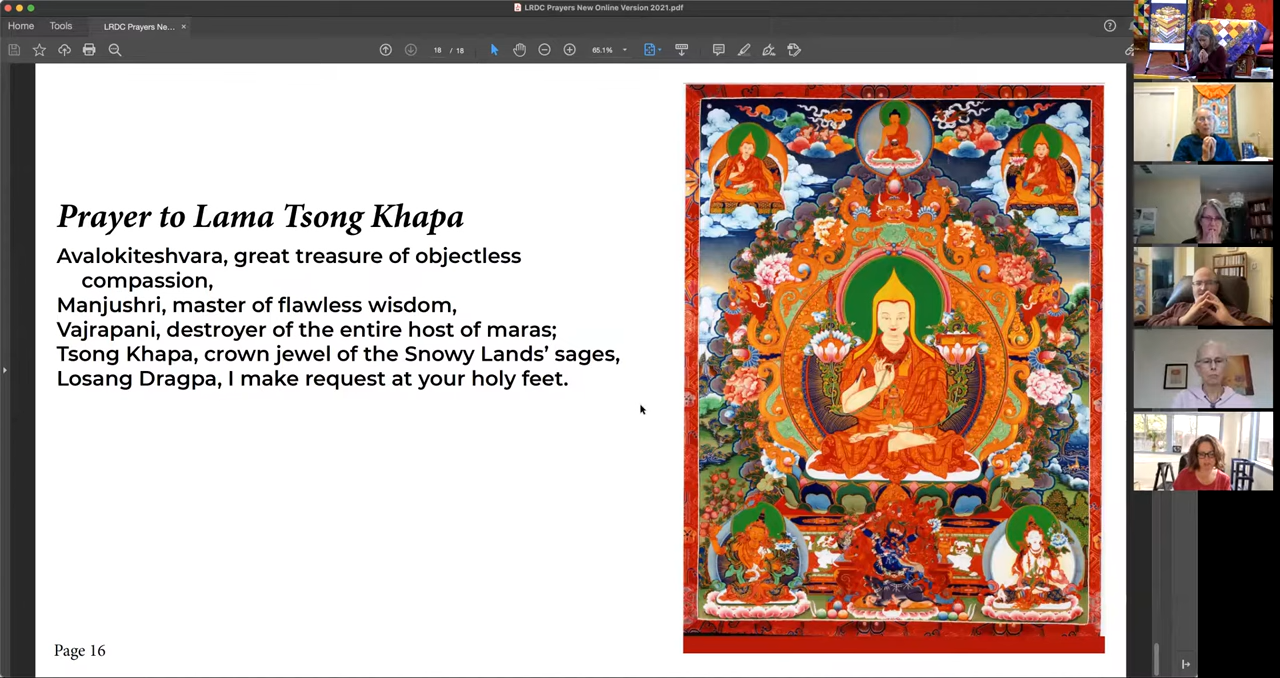 LRDC Prayers New Online Version 2021.pdf
Home Tools LRDC Prayers Ne... ×
18 / 18 65.1%
Prayer to Lama Tsong Khapa
Avalokiteshvara, great treasure of objectless
compassion,
Manjushri, master of flawless wisdom,
Vajrapani, destroyer of the entire host of maras;
Tsong Khapa, crown jewel of the Snowy Lands’ sages,
Losang Dragpa, I make request at your holy feet.
Page 16